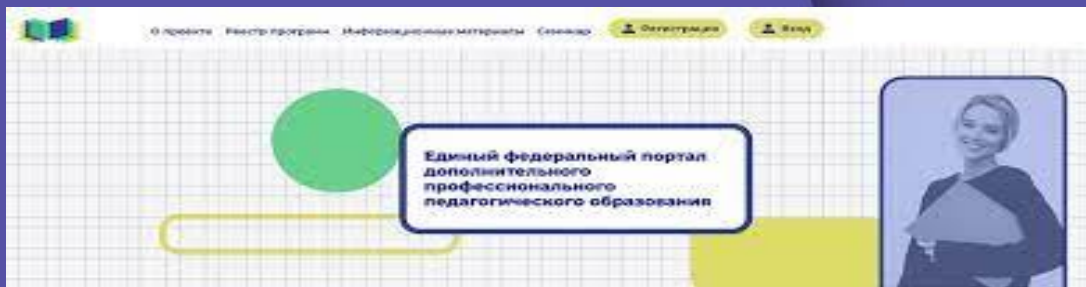 О проекте Реестр программ Информационные материалы Семинар Регистрация Вход
Единый федеральный портал
дополнительного
профессионального
педагогического образования